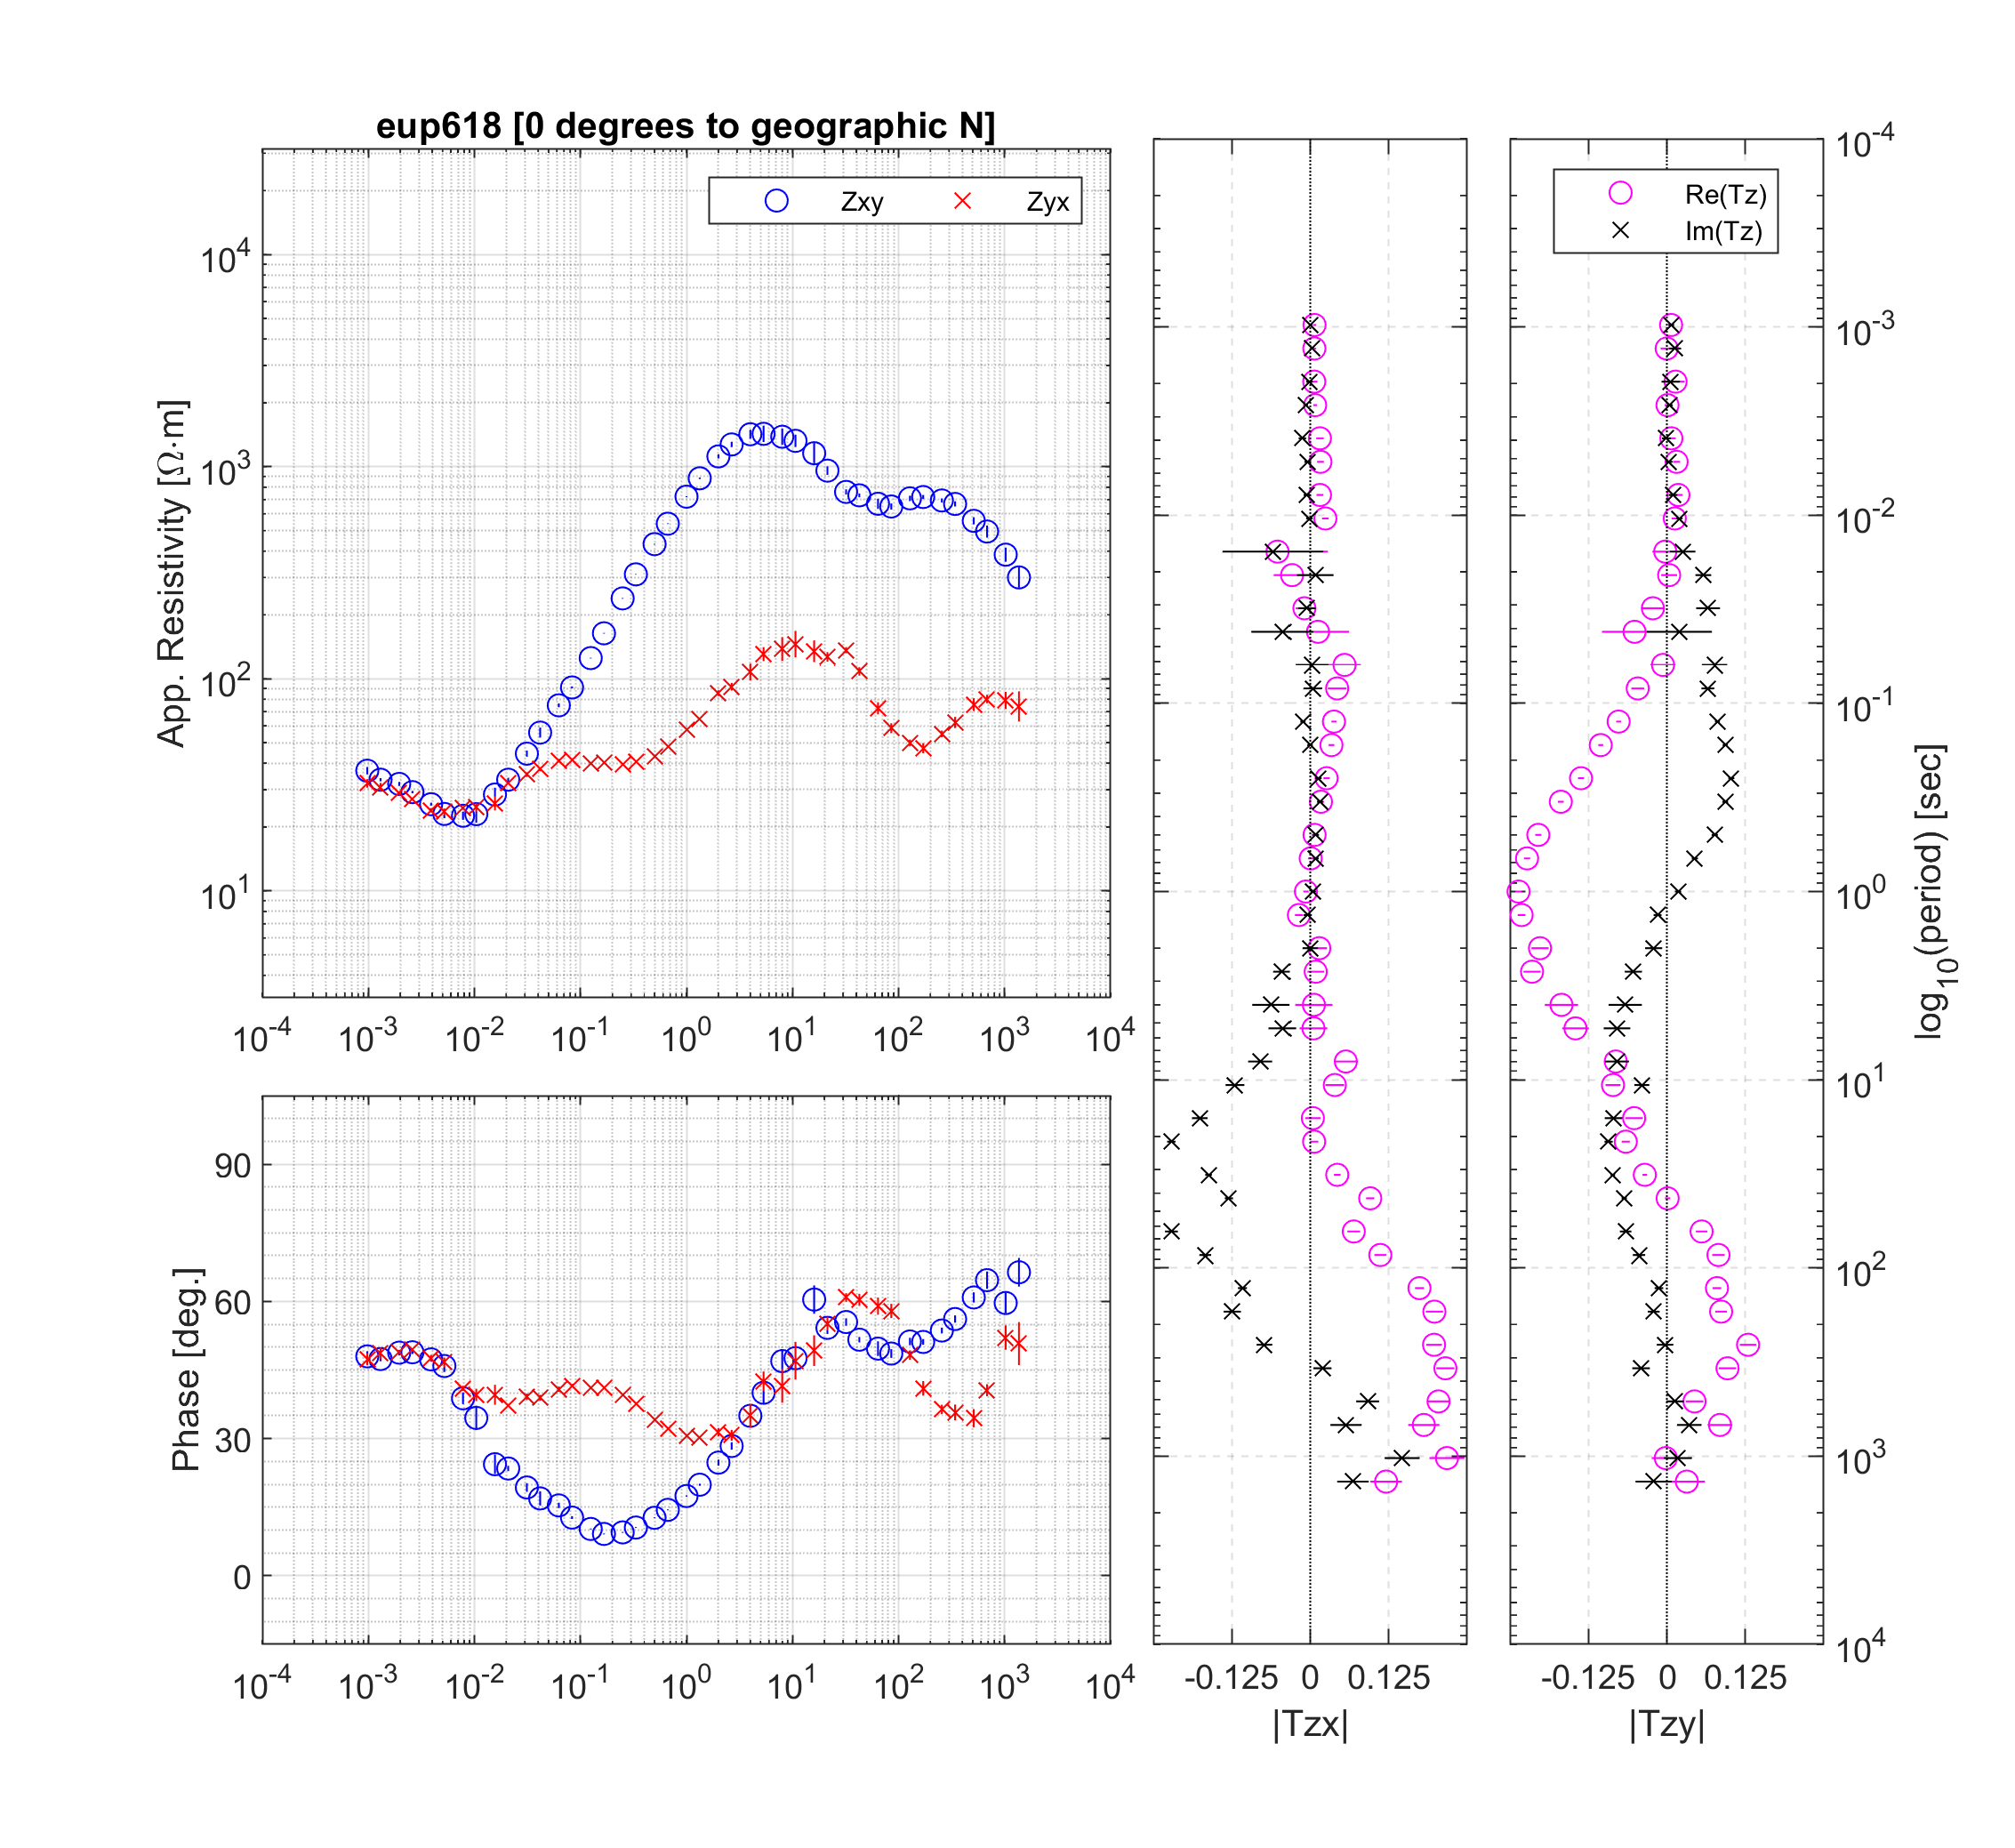 eup618 [0 degrees to geographic N]
Zxy Zyx
App. Resistivity [Ω·m]
10^4
10^3
10^2
10^1
10^-4 10^-3 10^-2 10^-1 10^0 10^1 10^2 10^3 10^4
Phase [deg.]
90
60
30
0
10^-4 10^-3 10^-2 10^-1 10^0 10^1 10^2 10^3 10^4
-0.125 0 0.125
|Tzx|
Re(Tz)
Im(Tz)
-0.125 0 0.125
|Tzy|
10^-4
10^-3
10^-2
10^-1
10^0
10^1
10^2
10^3
10^4
log_10(period) [sec]